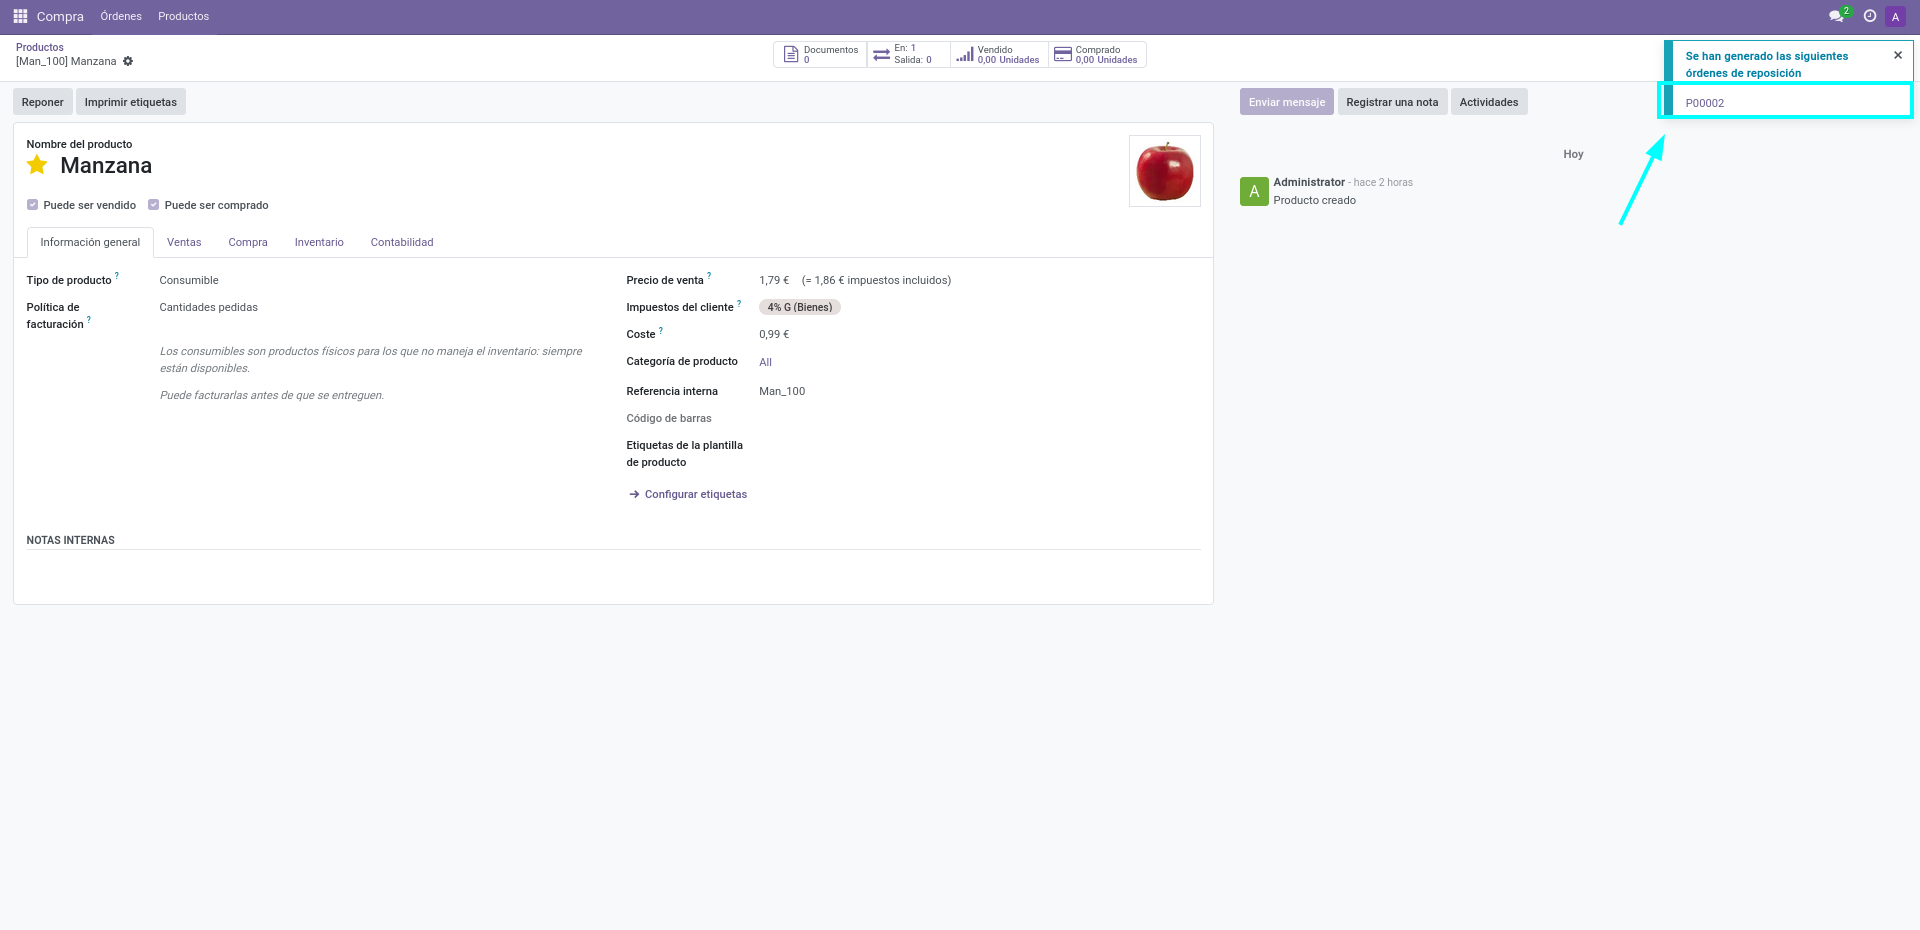 Compra Órdenes Productos 2 A
Productos
[Man_100] Manzana
Documentos
0
En: 1
Salida: 0
Vendido
0,00 Unidades
Comprado
0,00 Unidades
Se han generado las siguientes
órdenes de reposición
P00002
Reponer Imprimir etiquetas
Enviar mensaje Registrar una nota Actividades
Nombre del producto
Manzana
Puede ser vendido Puede ser comprado
Información general Ventas Compra Inventario Contabilidad
Tipo de producto ? Consumible
Política de
facturación ? Cantidades pedidas
Los consumibles son productos físicos para los que no maneja el inventario: siempre
están disponibles.
Puede facturarlas antes de que se entreguen.
Precio de venta ? 1,79 € (= 1,86 € impuestos incluidos)
Impuestos del cliente ? 4% G (Bienes)
Coste ? 0,99 €
Categoría de producto All
Referencia interna Man_100
Código de barras
Etiquetas de la plantilla
de producto
Configurar etiquetas
NOTAS INTERNAS
Hoy
A
Administrator - hace 2 horas
Producto creado